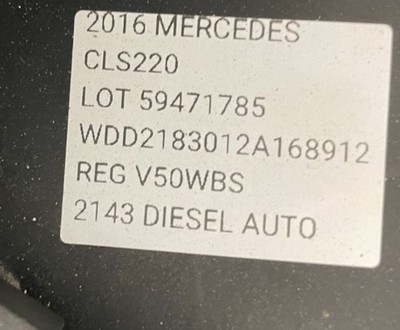 2016 MERCEDES
CLS220
LOT 59471785
WDD2183012A168912
REG V50WBS
2143 DIESEL AUTO